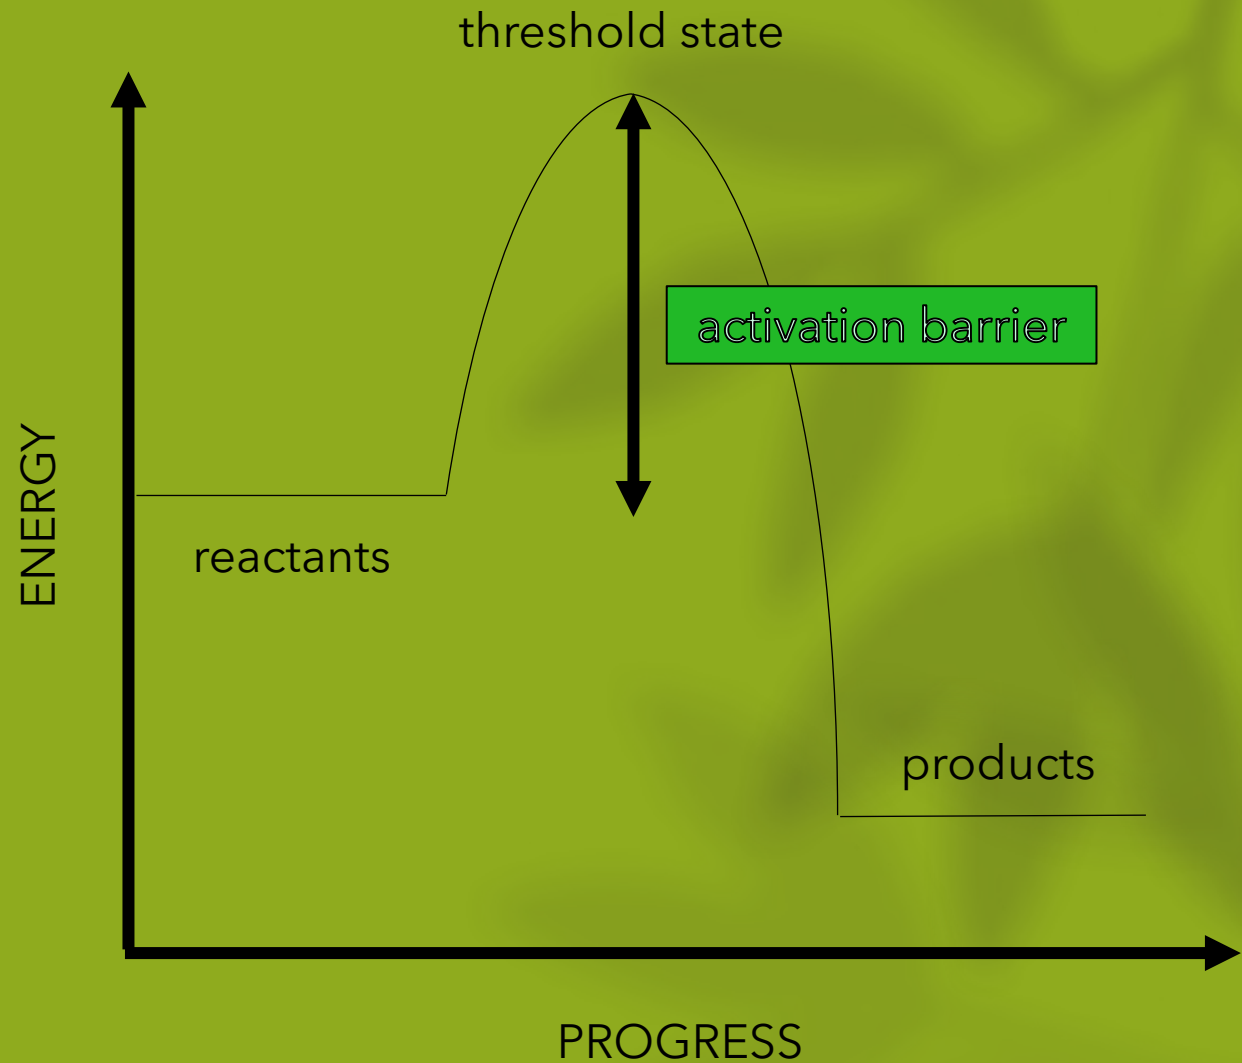 threshold state
activation barrier
ENERGY
reactants
products
PROGRESS